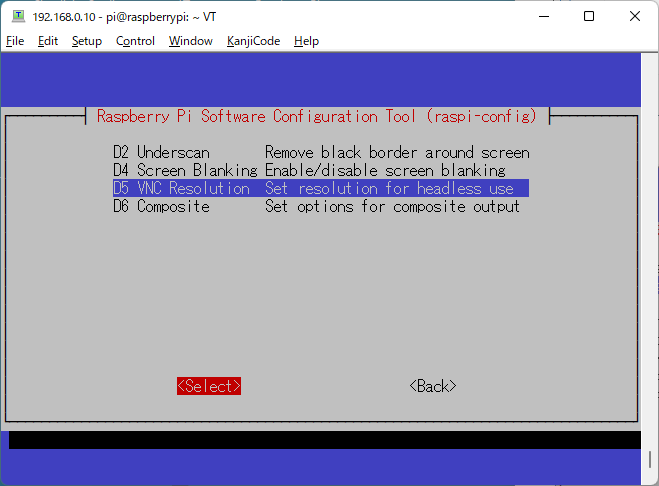 192.168.0.10 - pi@raspberrypi: ~ VT
File Edit Setup Control Window KanjiCode Help
Raspberry Pi Software Configuration Tool (raspi-config)
D2 Underscan Remove black border around screen
D4 Screen Blanking Enable/disable screen blanking
D5 VNC Resolution Set resolution for headless use
D6 Composite Set options for composite output
<Select> <Back>